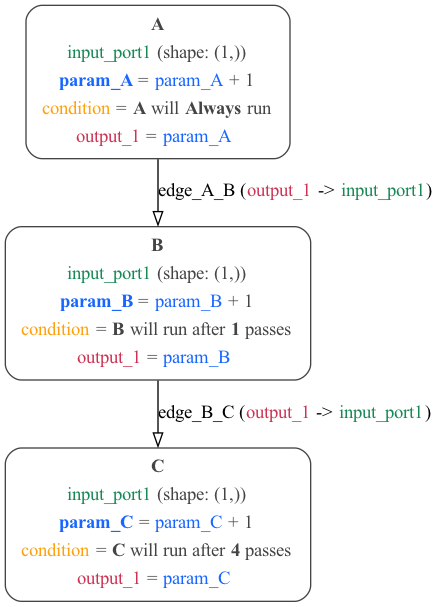 A
input_port1 (shape: (1,))
param_A = param_A + 1
condition = A will Always run
output_1 = param_A
edge_A_B (output_1 -> input_port1)
B
input_port1 (shape: (1,))
param_B = param_B + 1
condition = B will run after 1 passes
output_1 = param_B
edge_B_C (output_1 -> input_port1)
C
input_port1 (shape: (1,))
param_C = param_C + 1
condition = C will run after 4 passes
output_1 = param_C